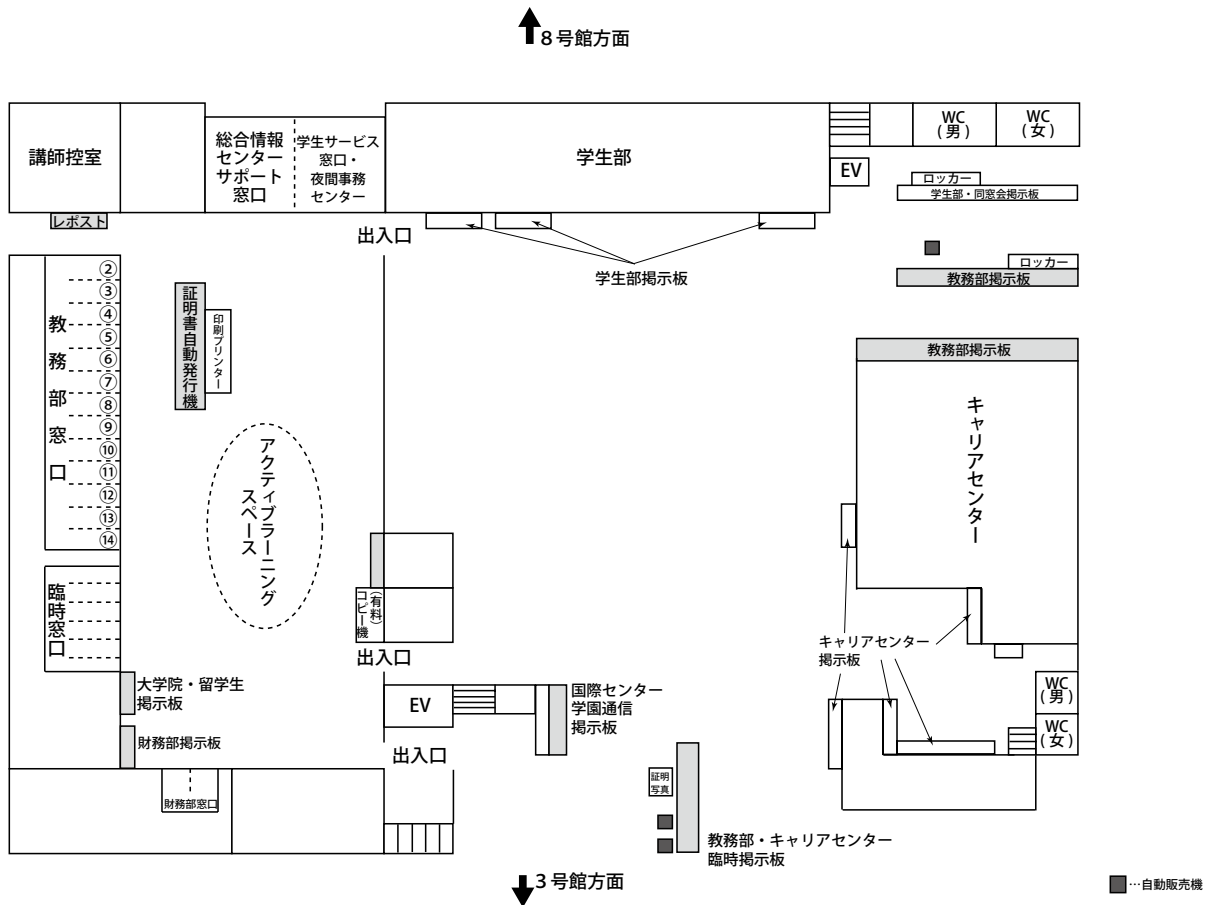 8号館方面
講師控室
総合情報
センター
サポート
窓口
学生サービス
窓口・
夜間事務
センター
学生部
WC
(男)
WC
(女)
EV
ロッカー
学生部・同窓会掲示板
レポスト
出入口
学生部掲示板
ロッカー
教務部掲示板
教務部窓口
②
③
④
⑤
⑥
⑦
⑧
⑨
⑩
⑪
⑫
⑬
⑭
証明書自動発行機
印刷プリンター
教務部掲示板
キャリアセンター
アクティブラーニング
スペース
臨時窓口
(有料)
コピー機
出入口
キャリアセンター
掲示板
大学院・留学生
掲示板
EV
国際センター
学園通信
掲示板
WC
(男)
WC
(女)
財務部掲示板
出入口
財務部窓口
証明
写真
教務部・キャリアセンター
臨時掲示板
3号館方面
…自動販売機